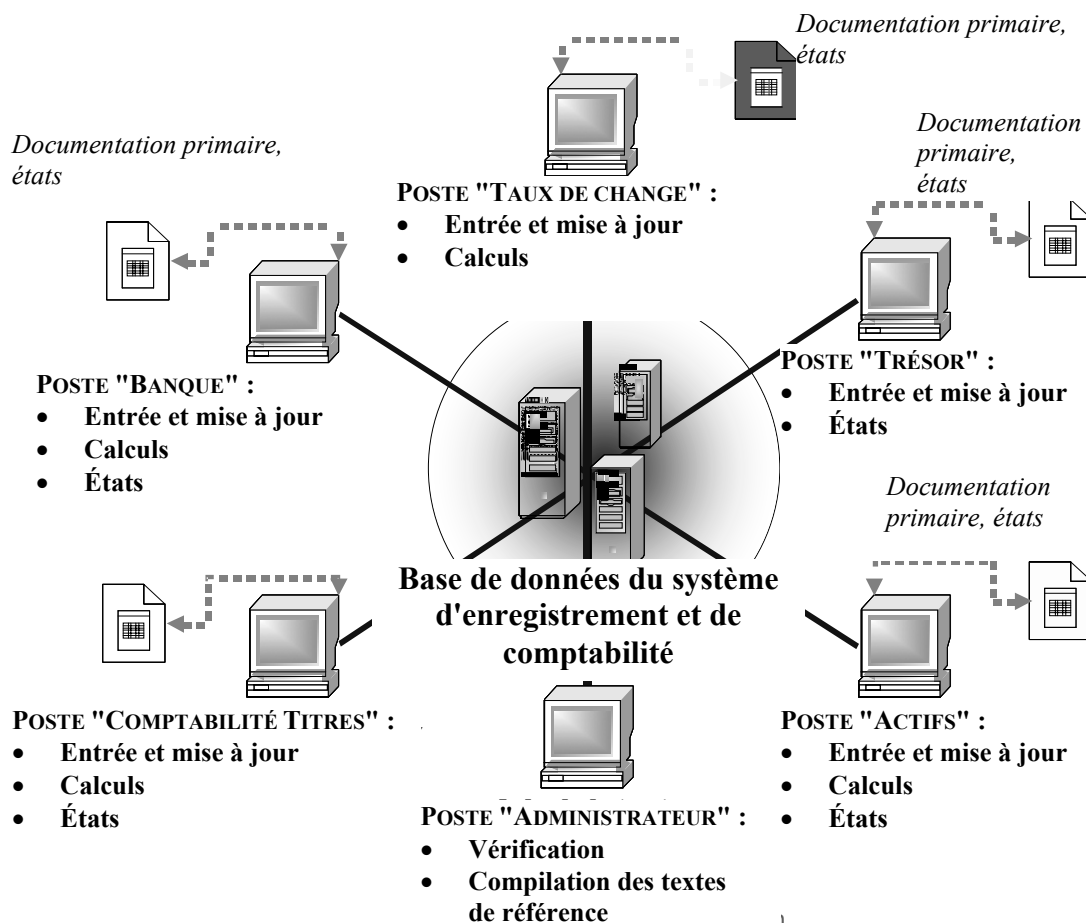 Documentation primaire,
états
Documentation primaire,
états
Documentation
primaire,
états
POSTE "TAUX DE CHANGE" :
• Entrée et mise à jour
• Calculs
POSTE "BANQUE" :
• Entrée et mise à jour
• Calculs
• États
POSTE "TRÉSOR" :
• Entrée et mise à jour
• États
Documentation
primaire, états
Base de données du système
d'enregistrement et de
comptabilité
POSTE "COMPTABILITÉ TITRES" :
• Entrée et mise à jour
• Calculs
• États
POSTE "ACTIFS" :
• Entrée et mise à jour
• Calculs
• États
POSTE "ADMINISTRATEUR" :
• Vérification
• Compilation des textes
de référence